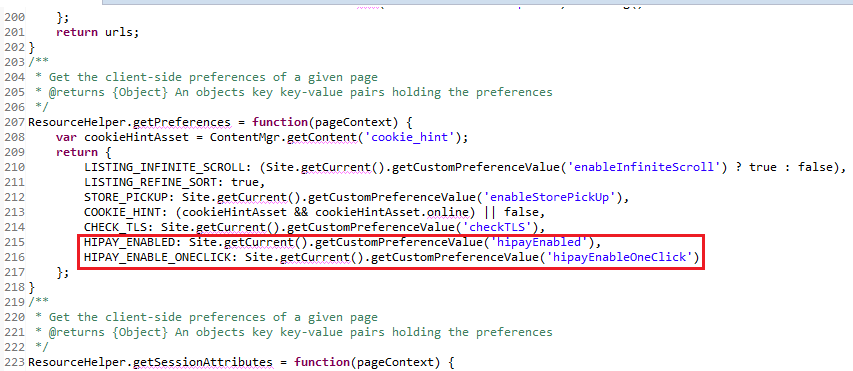 200     };
201     return urls;
202 }
203 /**
204  * Get the client-side preferences of a given page
205  * @returns {Object} An objects key key-value pairs holding the preferences
206  */
207 ResourceHelper.getPreferences = function(pageContext) {
208     var cookieHintAsset = ContentMgr.getContent('cookie_hint');
209     return {
210         LISTING_INFINITE_SCROLL: (Site.getCurrent().getCustomPreferenceValue('enableInfiniteScroll') ? true : false),
211         LISTING_REFINE_SORT: true,
212         STORE_PICKUP: Site.getCurrent().getCustomPreferenceValue('enableStorePickUp'),
213         COOKIE_HINT: (cookieHintAsset && cookieHintAsset.online) || false,
214         CHECK_TLS: Site.getCurrent().getCustomPreferenceValue('checkTLS'),
215         HIPAY_ENABLED: Site.getCurrent().getCustomPreferenceValue('hipayEnabled'),
216         HIPAY_ENABLE_ONECLICK: Site.getCurrent().getCustomPreferenceValue('hipayEnableOneClick')
217     };
218 }
219 /**
220  * Get the client-side preferences of a given page
221  * @returns {Object} An objects key key-value pairs holding the preferences
222  */
223 ResourceHelper.getSessionAttributes = function(pageContext) {